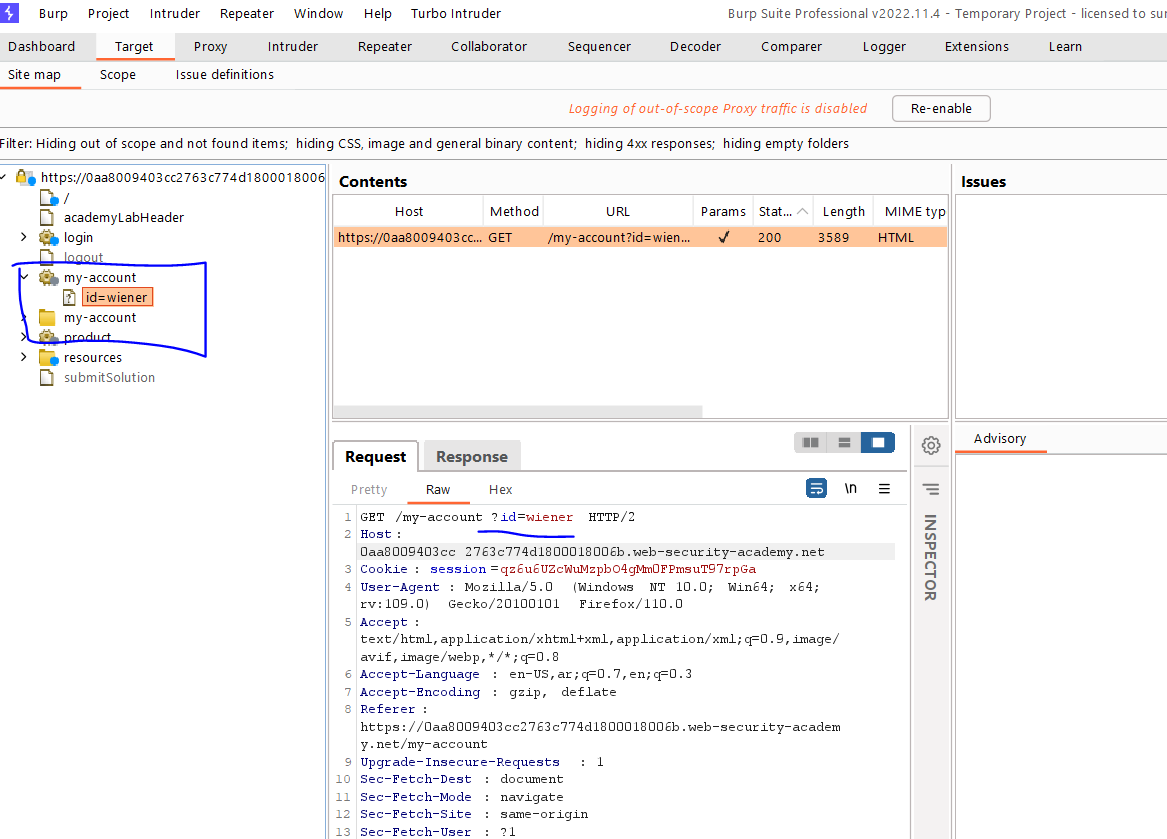 Burp Project Intruder Repeater Window Help Turbo Intruder Burp Suite Professional v2022.11.4 - Temporary Project - licensed to sur
Dashboard Target Proxy Intruder Repeater Collaborator Sequencer Decoder Comparer Logger Extensions Learn
Site map Scope Issue definitions
Logging of out-of-scope Proxy traffic is disabled Re-enable
Filter: Hiding out of scope and not found items; hiding CSS, image and general binary content; hiding 4xx responses; hiding empty folders
https://0aa8009403cc2763c774d1800018006
/
academyLabHeader
login
logout
my-account
id=wiener
my-account
product
resources
submitSolution
Contents
Host Method URL Params Stat... Length MIME typ
https://0aa8009403cc... GET /my-account?id=wien... ✓ 200 3589 HTML
Request Response
Pretty Raw Hex \n
1 GET /my-account ?id=wiener HTTP/2
2 Host :
0aa8009403cc 2763c774d1800018006b.web-security-academy.net
3 Cookie : session =qz6u6UZcWuMzpbO4gMm0FPmsuT97rpGa
4 User-Agent : Mozilla/5.0 (Windows NT 10.0; Win64; x64;
rv:109.0) Gecko/20100101 Firefox/110.0
5 Accept :
text/html,application/xhtml+xml,application/xml;q=0.9,image/
avif,image/webp,*/*;q=0.8
6 Accept-Language : en-US,ar;q=0.7,en;q=0.3
7 Accept-Encoding : gzip, deflate
8 Referer :
https://0aa8009403cc2763c774d1800018006b.web-security-academ
y.net/my-account
9 Upgrade-Insecure-Requests : 1
10 Sec-Fetch-Dest : document
11 Sec-Fetch-Mode : navigate
12 Sec-Fetch-Site : same-origin
13 Sec-Fetch-User : ?1
INSPECTOR
Issues
Advisory